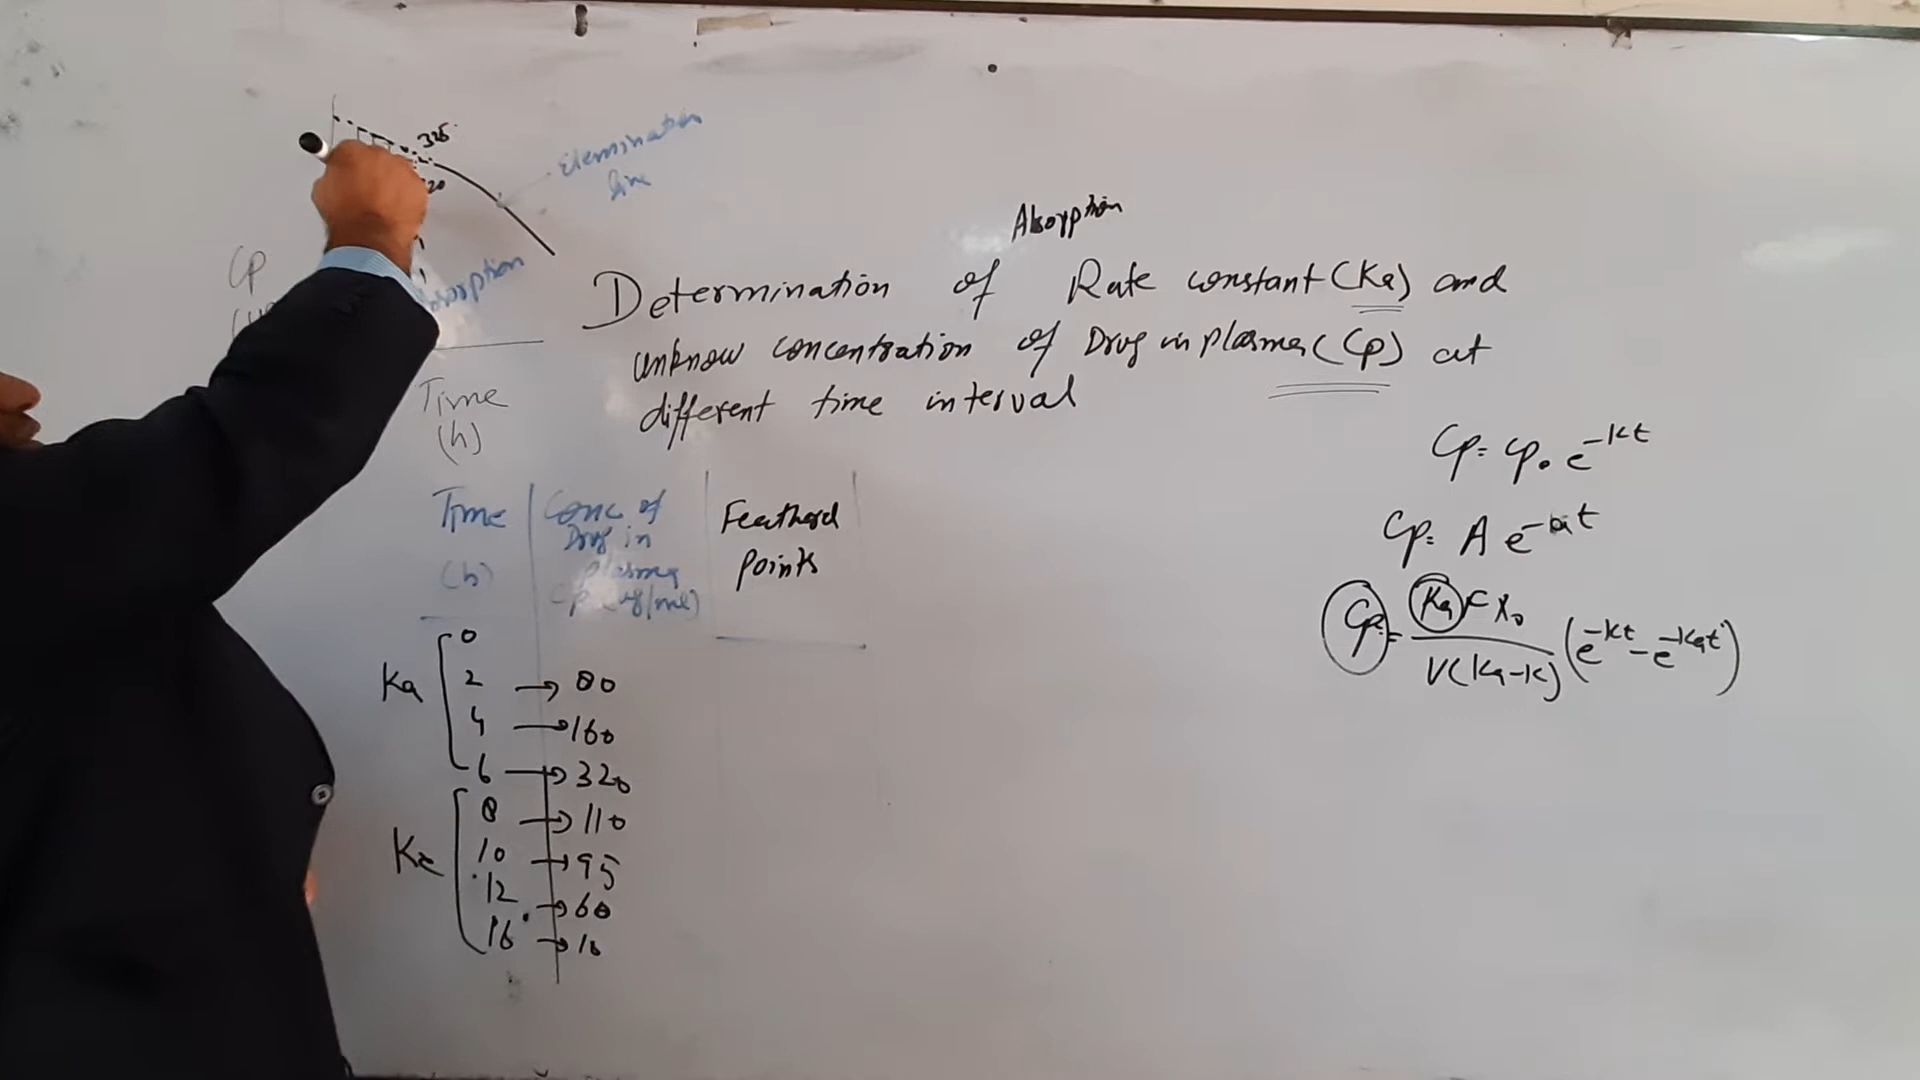 325
20
Elemination
line
Cp
Absorption
Time
(h)
Absorption
Determination of Rate constant (Ka) and
unknow concentration of Drug in plasma (Cp) at
different time interval
Cp = Cp₀ e^-kt
Cp = A e^-at
Cp = Ka F X₀ / V(Ka-K) (e^-kt - e^-kat)
Time (h) Conc of Drug in plasma Cp (ug/ml) Featherd points
Ka
0
2 → 80
4 → 160
6 → 320
KE
8 → 110
10 → 95
12 → 60
16 → 10